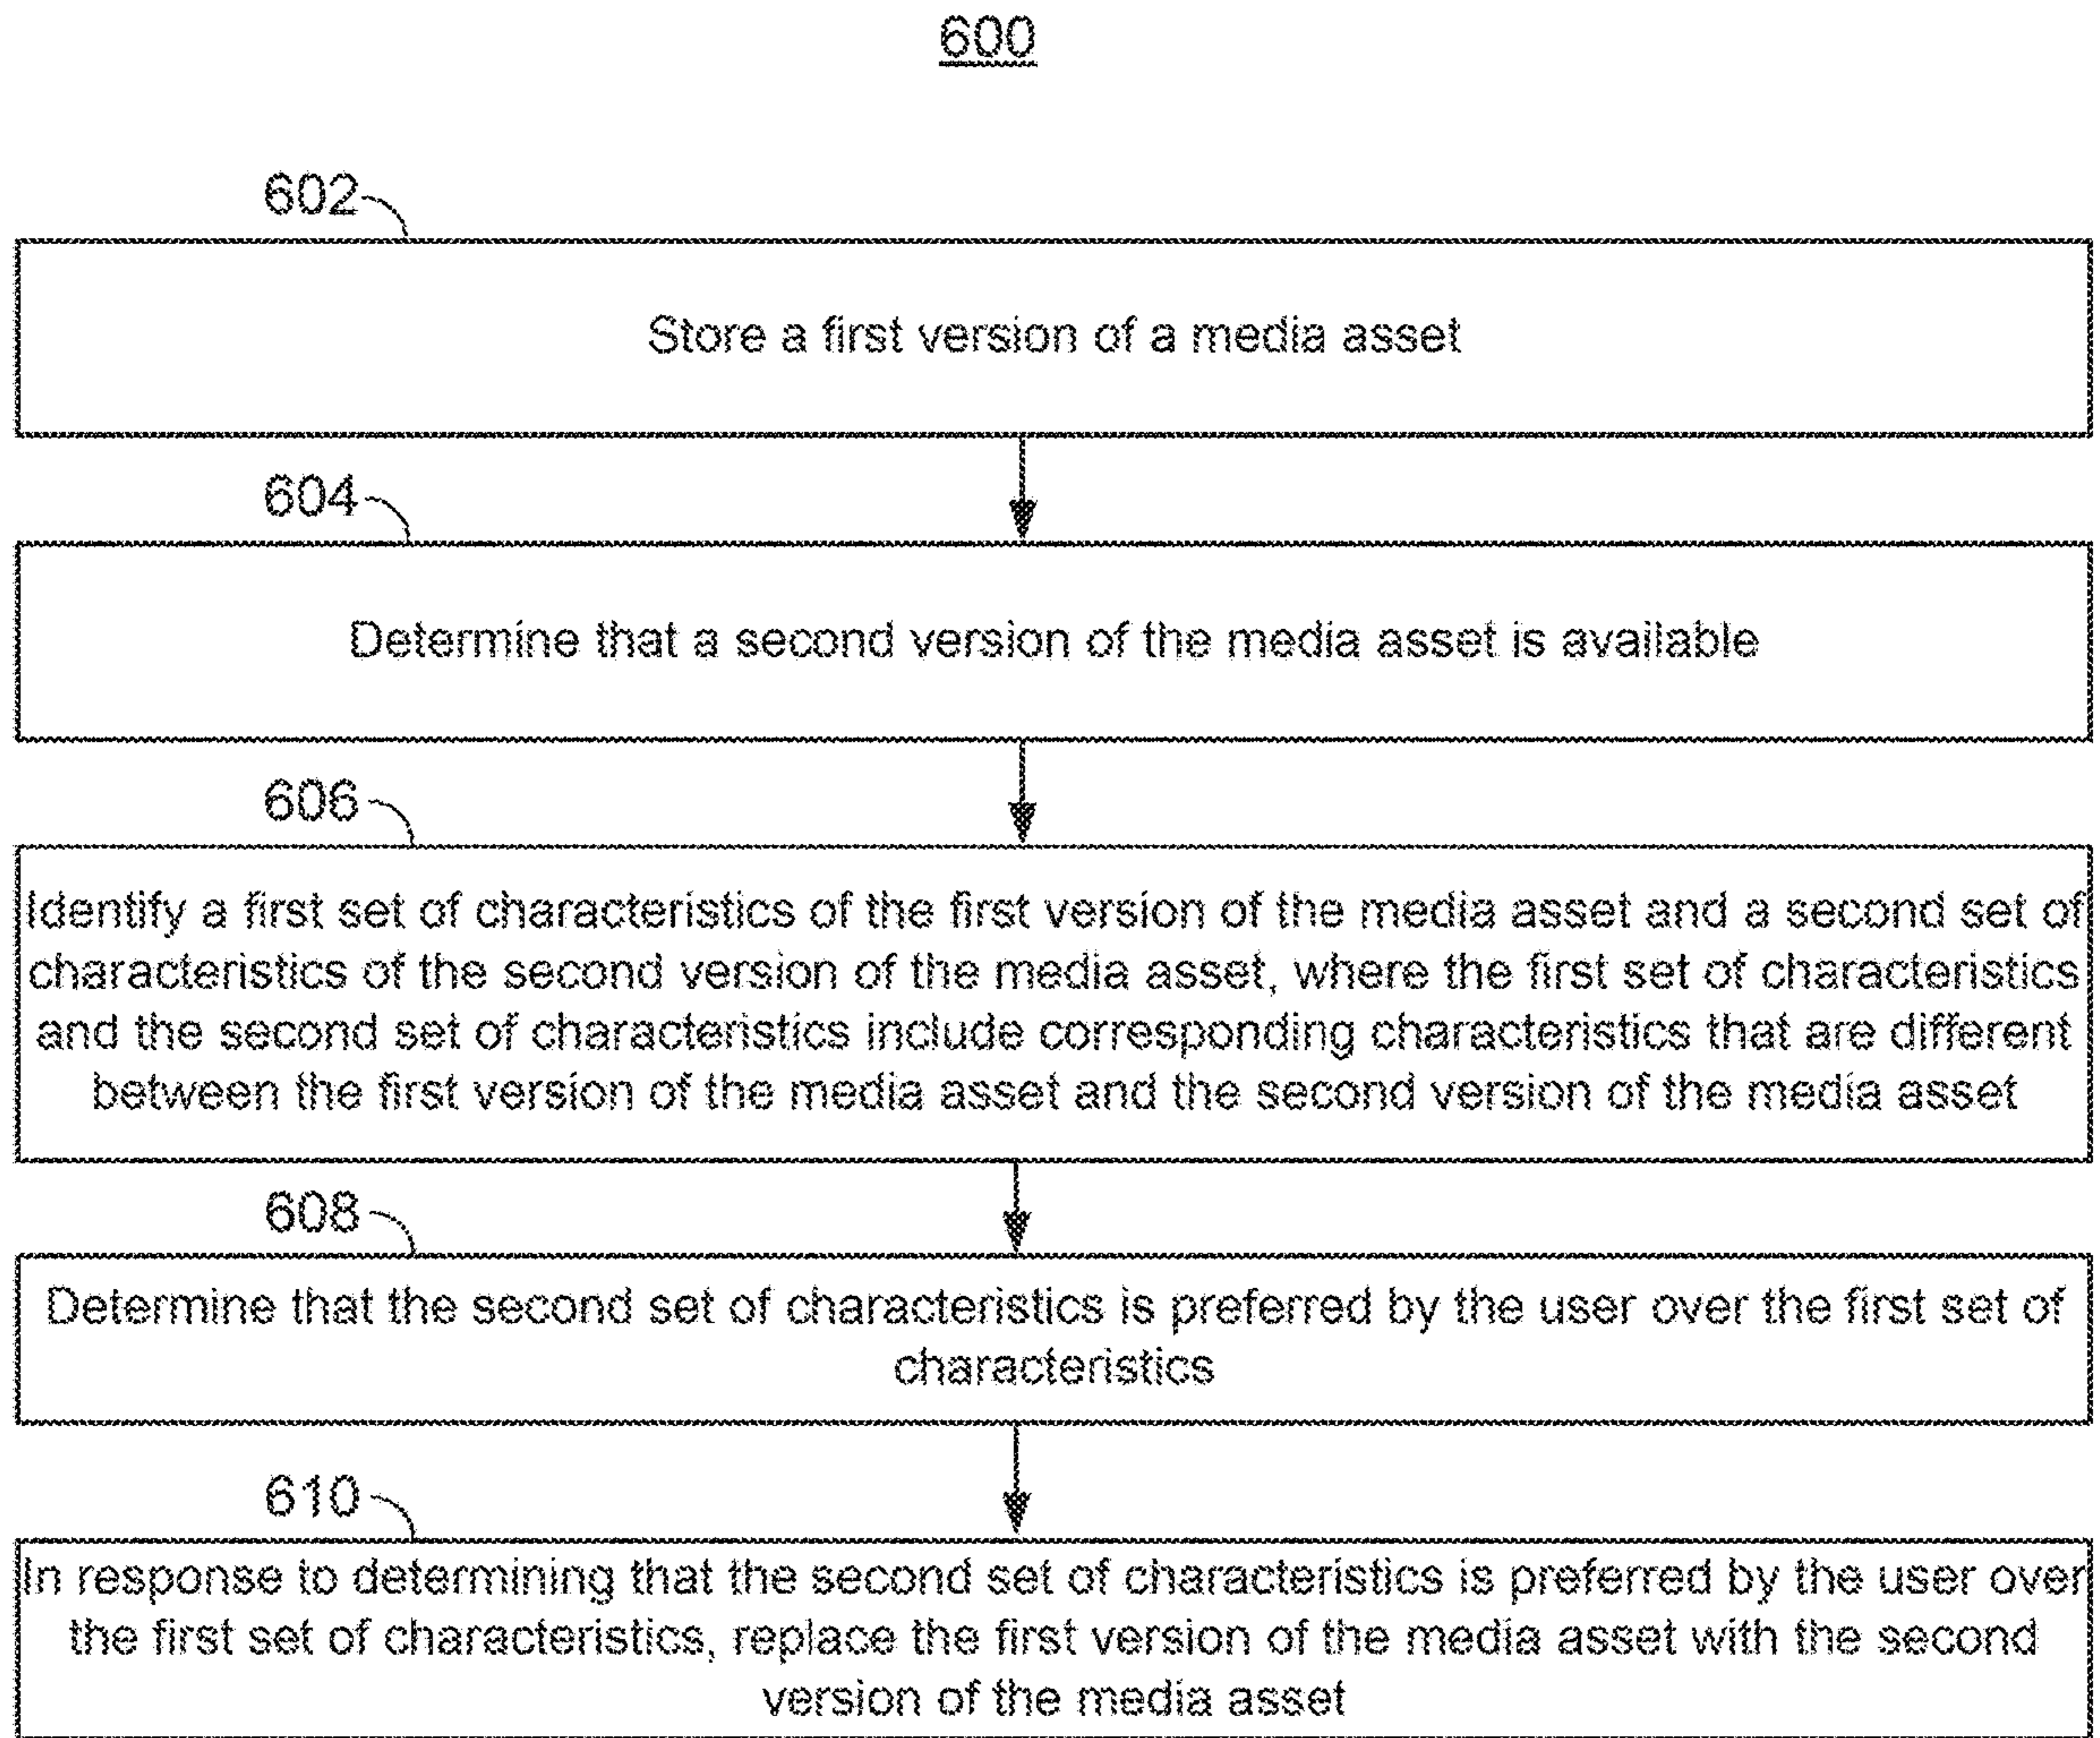 600
602
Store a first version of a media asset
604
Determine that a second version of the media asset is available
606
Identify a first set of characteristics of the first version of the media asset and a second set of
characteristics of the second version of the media asset, where the first set of characteristics
and the second set of characteristics include corresponding characteristics that are different
between the first version of the media asset and the second version of the media asset
608
Determine that the second set of characteristics is preferred by the user over the first set of
characteristics
610
In response to determining that the second set of characteristics is preferred by the user over
the first set of characteristics, replace the first version of the media asset with the second
version of the media asset